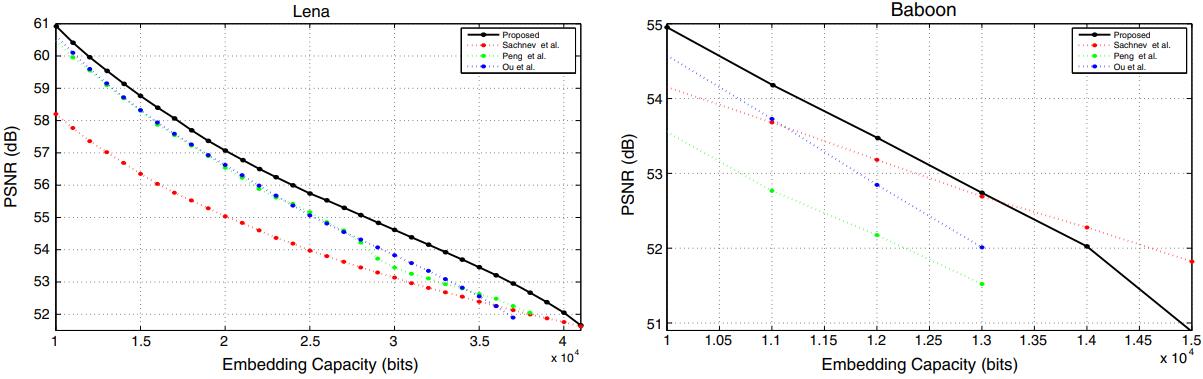 Lena
61
60
59
58
57
56
55
54
53
52
PSNR (dB)
1 1.5 2 2.5 3 3.5 4
x 10^4
Embedding Capacity (bits)
Proposed
Sachnev et al.
Peng et al.
Ou et al.
Baboon
55
54
53
52
51
PSNR (dB)
1 1.05 1.1 1.15 1.2 1.25 1.3 1.35 1.4 1.45 1.5
x 10^4
Embedding Capacity (bits)
Proposed
Sachnev et al.
Peng et al.
Ou et al.